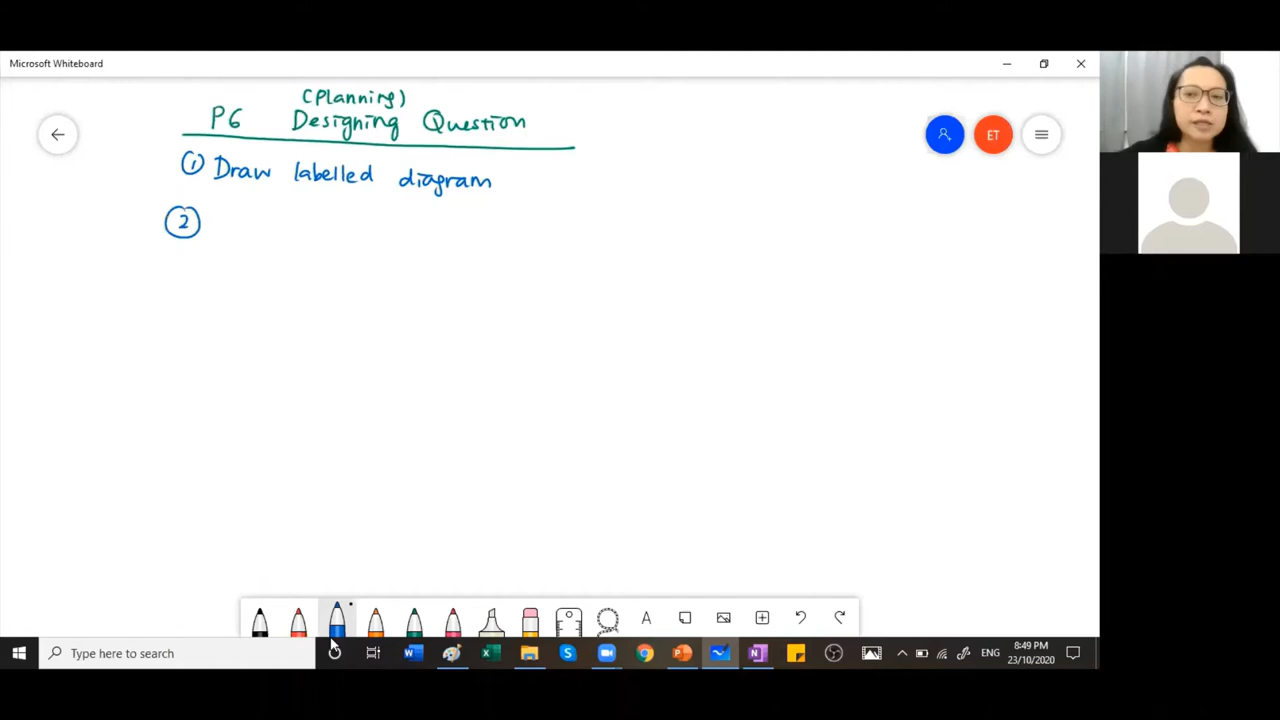 Microsoft Whiteboard
(Planning)
P6 Designing Question
① Draw labelled diagram
②
ET
A
Type here to search
ENG
8:49 PM
23/10/2020